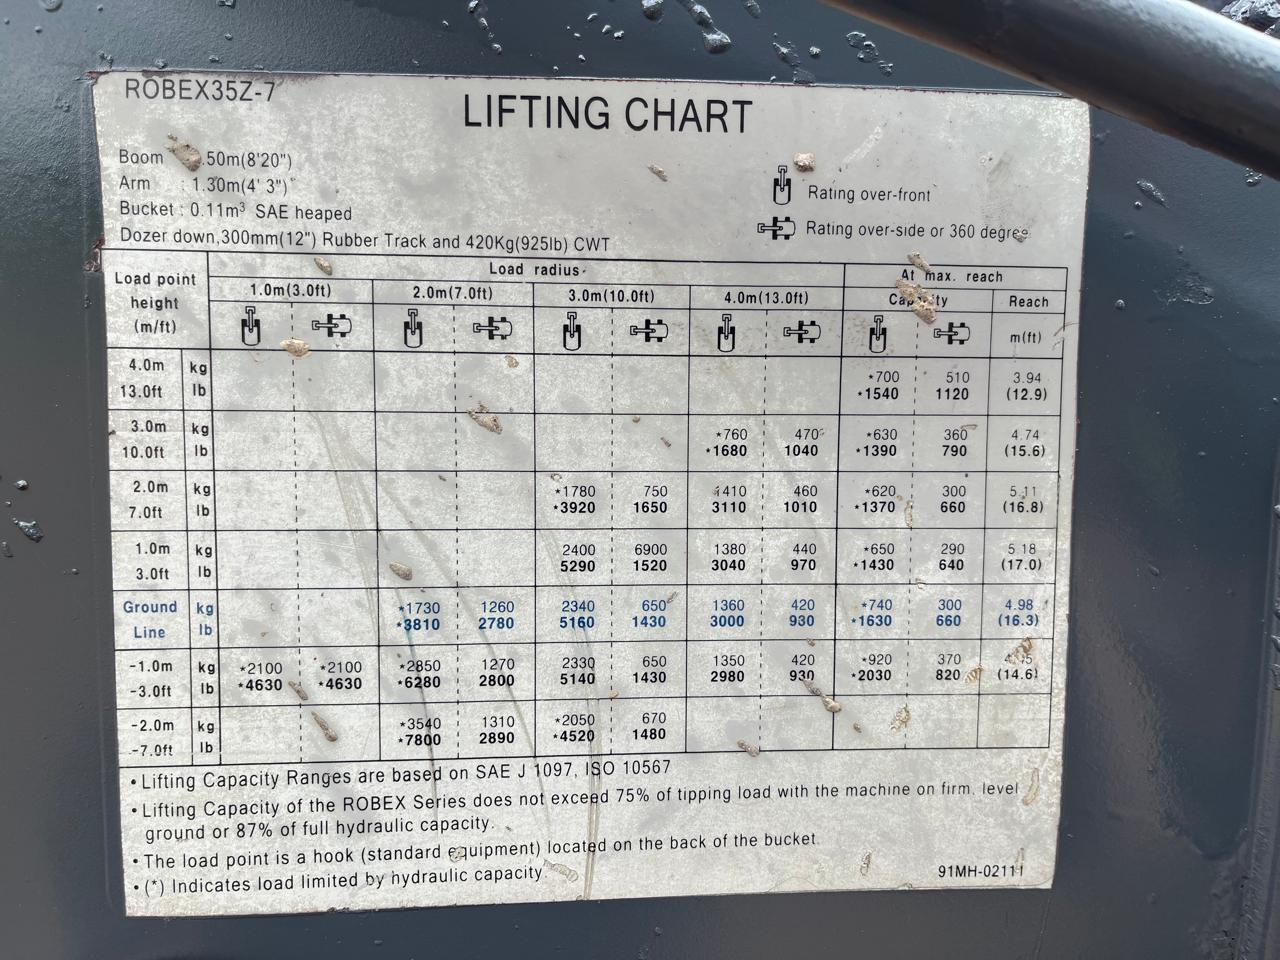 ROBEX35Z-7
LIFTING CHART
Boom .50m(8'20")
Arm : 1.30m(4' 3")
Bucket : 0.11m³ SAE heaped
Dozer down,300mm(12") Rubber Track and 420Kg(925lb) CWT
Rating over-front
Rating over-side or 360 degree
Load point height (m/ft) Load radius At max. reach
1.0m(3.0ft) 2.0m(7.0ft) 3.0m(10.0ft) 4.0m(13.0ft) Capacity Reach
m(ft)
4.0m kg *700 510 3.94
13.0ft lb *1540 1120 (12.9)
3.0m kg *760 470 *630 360 4.74
10.0ft lb *1680 1040 *1390 790 (15.6)
2.0m kg *1780 750 1410 460 *620 300 5.11
7.0ft lb *3920 1650 3110 1010 *1370 660 (16.8)
1.0m kg 2400 6900 1380 440 *650 290 5.18
3.0ft lb 5290 1520 3040 970 *1430 640 (17.0)
Ground kg *1730 1260 2340 650 1360 420 *740 300 4.98
Line lb *3810 2780 5160 1430 3000 930 *1630 660 (16.3)
-1.0m kg *2100 *2100 *2850 1270 2330 650 1350 420 *920 370
-3.0ft lb *4630 *4630 *6280 2800 5140 1430 2980 930 *2030 820 (14.6)
-2.0m kg *3540 1310 *2050 670
-7.0ft lb *7800 2890 *4520 1480
• Lifting Capacity Ranges are based on SAE J 1097, ISO 10567
• Lifting Capacity of the ROBEX Series does not exceed 75% of tipping load with the machine on firm. level
ground or 87% of full hydraulic capacity.
• The load point is a hook (standard equipment) located on the back of the bucket.
• (*) Indicates load limited by hydraulic capacity.
91MH-02111